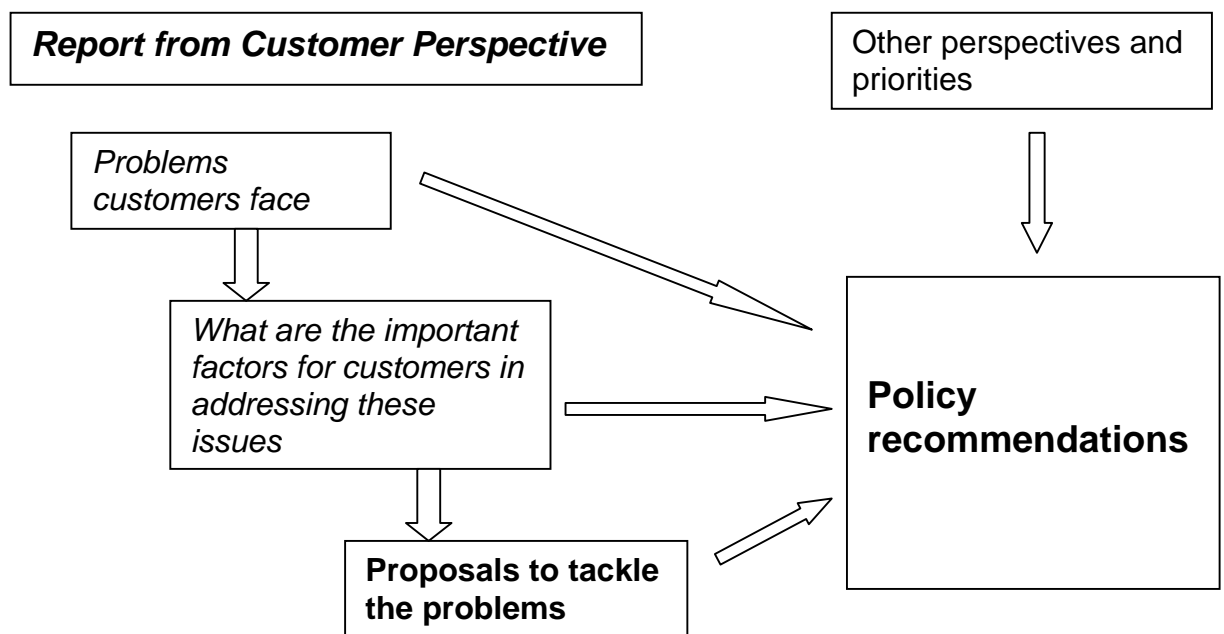 Report from Customer Perspective
Other perspectives and
priorities
Problems
customers face
What are the important
factors for customers in
addressing these
issues
Policy
recommendations
Proposals to tackle
the problems